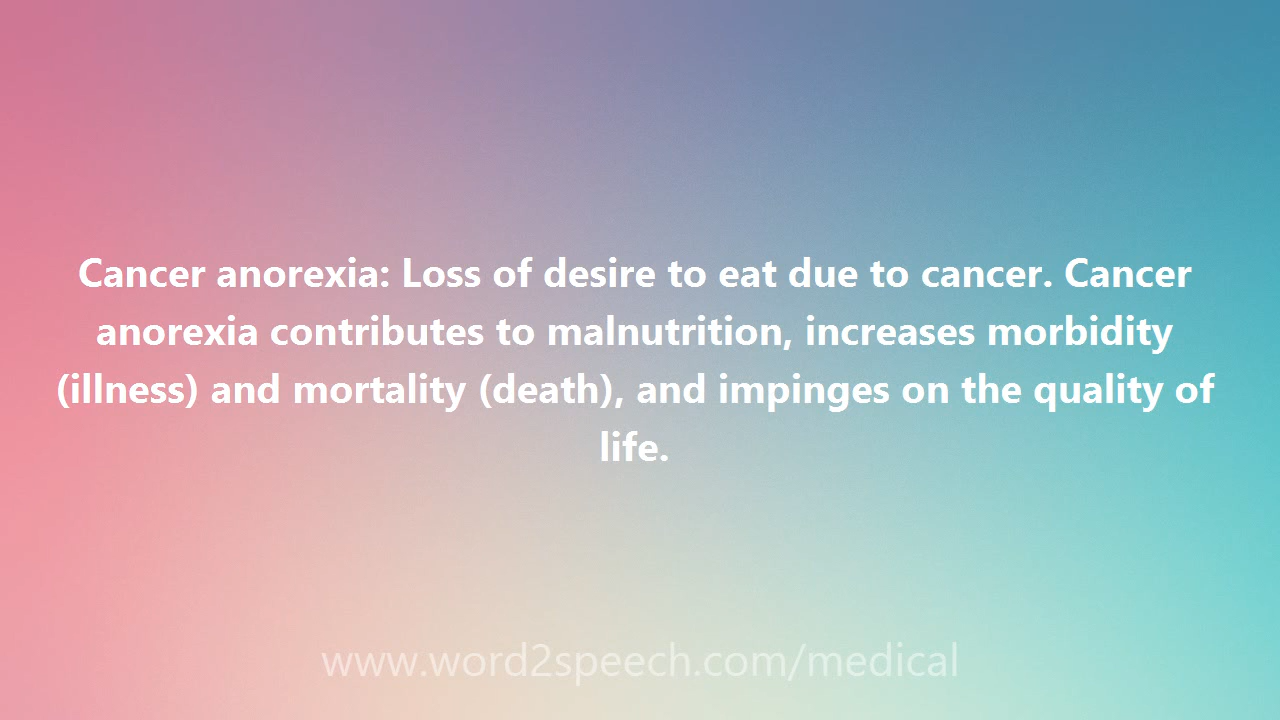 Cancer anorexia: Loss of desire to eat due to cancer. Cancer
anorexia contributes to malnutrition, increases morbidity
(illness) and mortality (death), and impinges on the quality of
life.
www.word2speech.com/medical